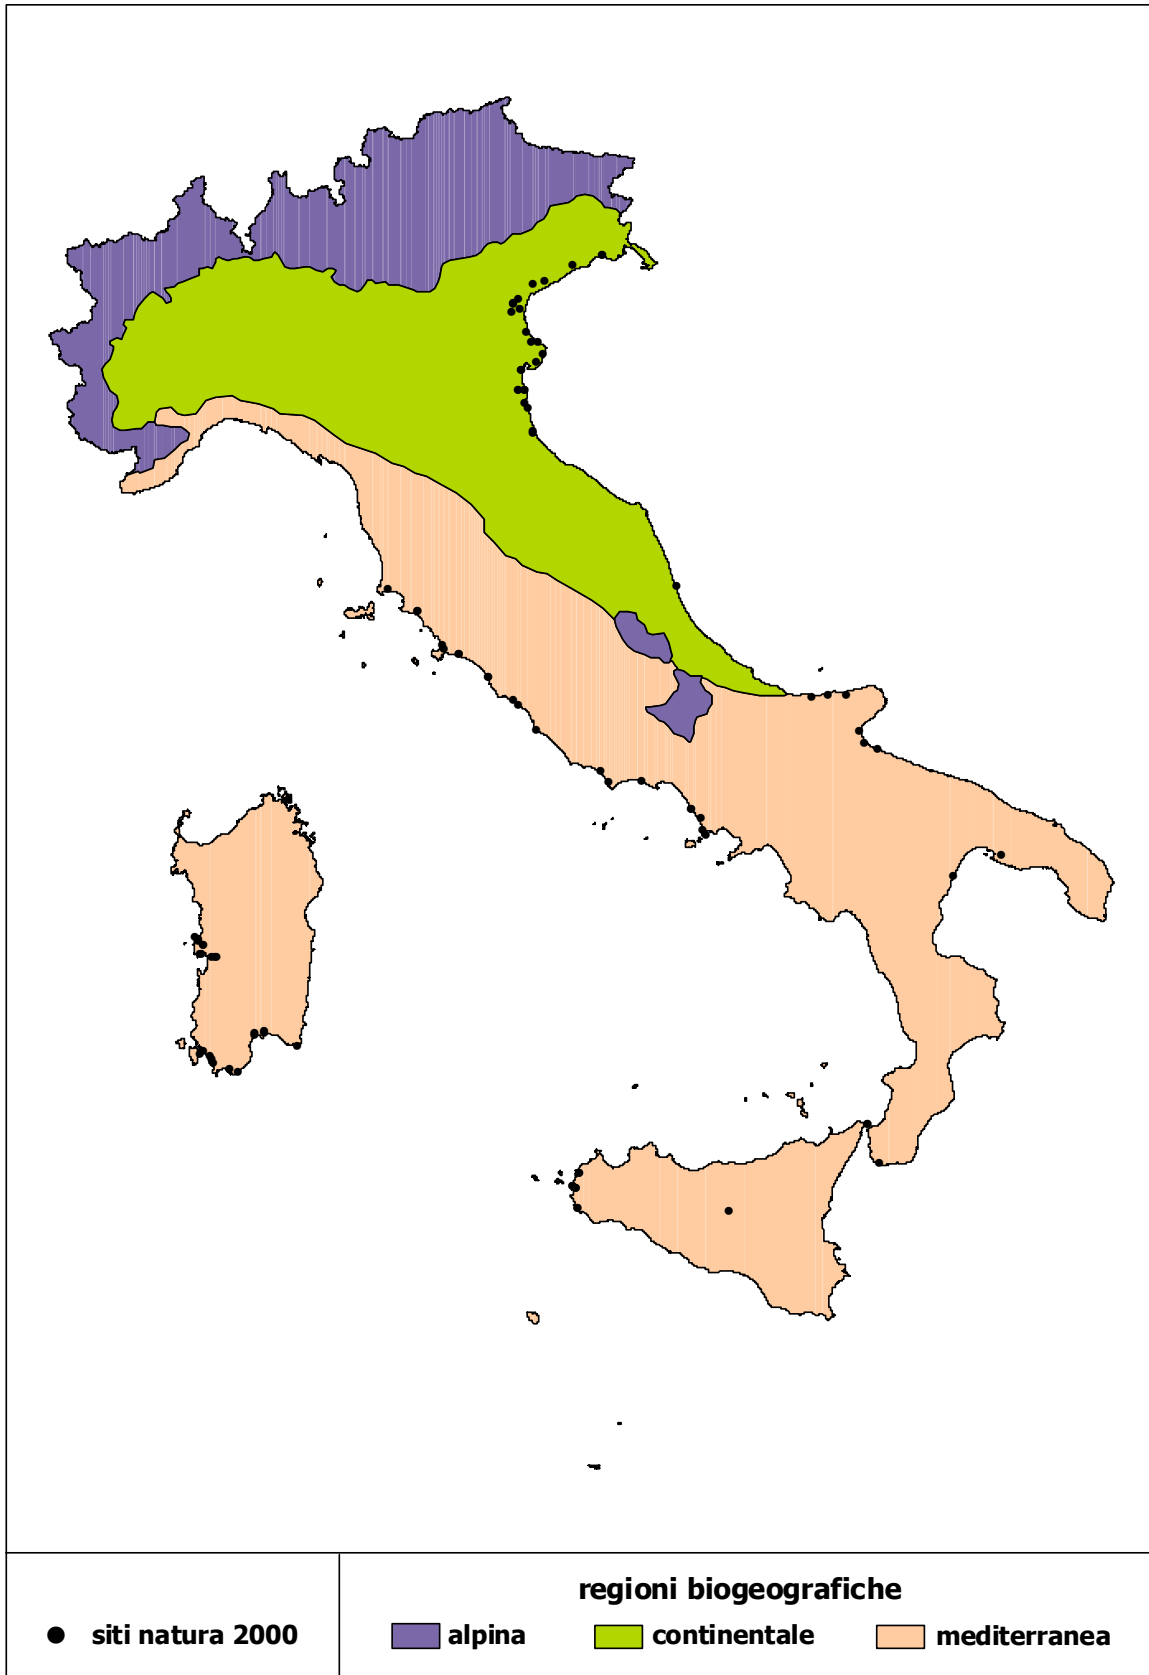 regioni biogeografiche
siti natura 2000
alpina
continentale
mediterranea